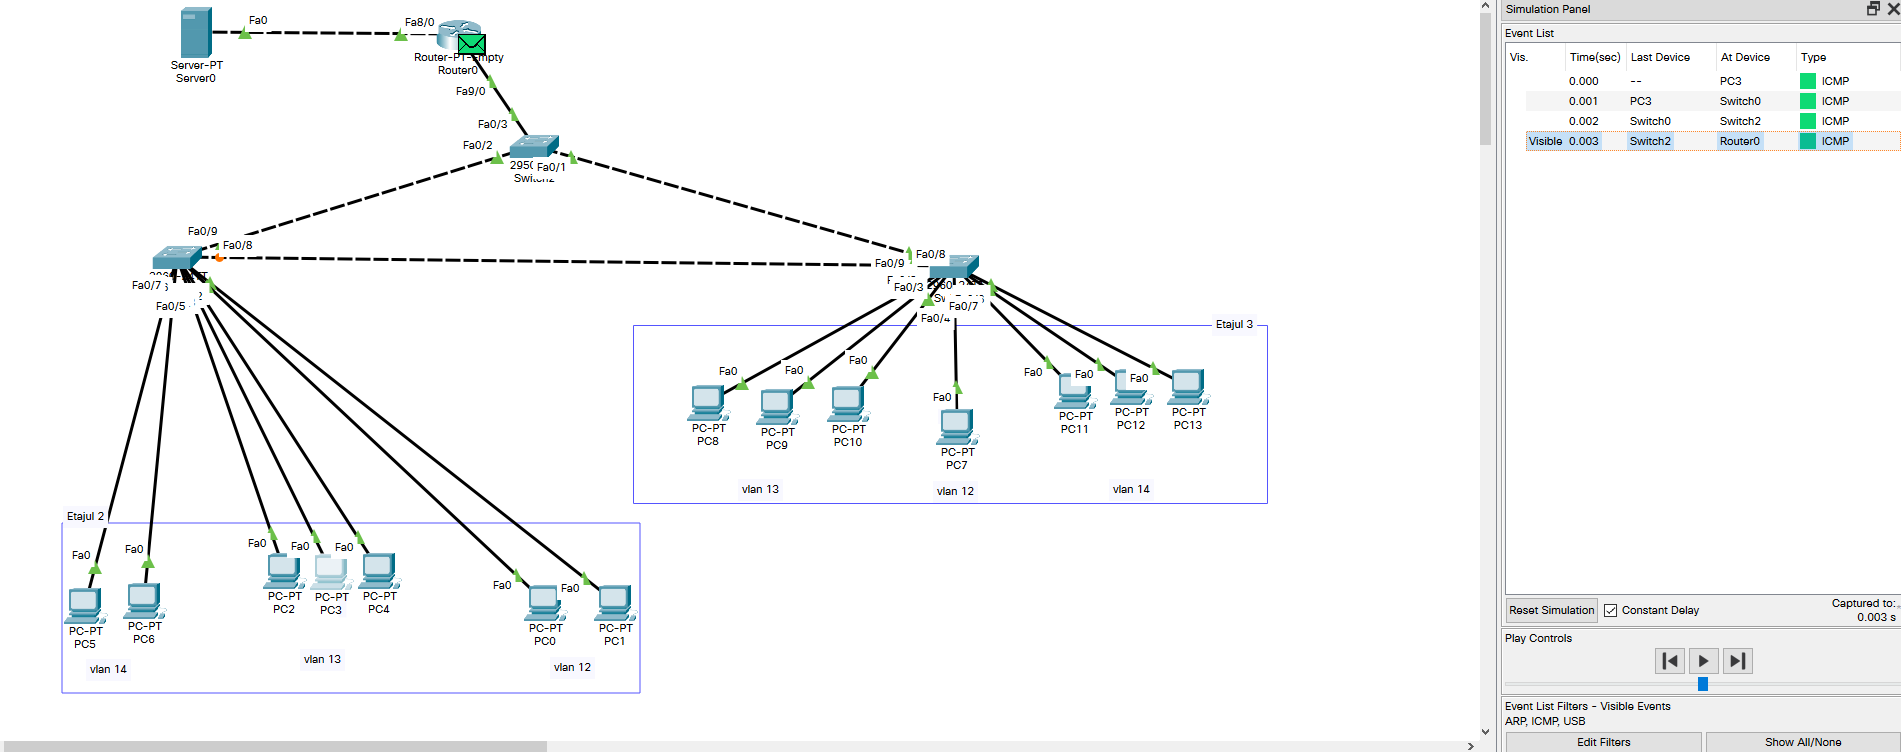 Fa0
Fa8/0
Server-PT
Server0
Router-PT-Empty
Router0
Fa9/0
Fa0/3
Fa0/2
Fa0/1
Fa0/9
Fa0/8
Fa0/7
Fa0/5
Fa0/8
Fa0/9
Fa0/3
Fa0/7
Fa0/4
Etajul 3
Fa0
Fa0
Fa0
Fa0
Fa0
Fa0
Fa0
PC-PT
PC8
PC-PT
PC9
PC-PT
PC10
PC-PT
PC7
PC-PT
PC11
PC-PT
PC12
PC-PT
PC13
vlan 13
vlan 12
vlan 14
Etajul 2
Fa0
Fa0
Fa0
Fa0
Fa0
Fa0
Fa0
PC-PT
PC5
PC-PT
PC6
PC-PT
PC2
PC-PT
PC3
PC-PT
PC4
PC-PT
PC0
PC-PT
PC1
vlan 14
vlan 13
vlan 12
Simulation Panel
Event List
Vis. Time(sec) Last Device At Device Type
0.000 -- PC3 ICMP
0.001 PC3 Switch0 ICMP
0.002 Switch0 Switch2 ICMP
Visible 0.003 Switch2 Router0 ICMP
Reset Simulation Constant Delay Captured to:
0.003 s
Play Controls
Event List Filters - Visible Events
ARP, ICMP, USB
Edit Filters Show All/None